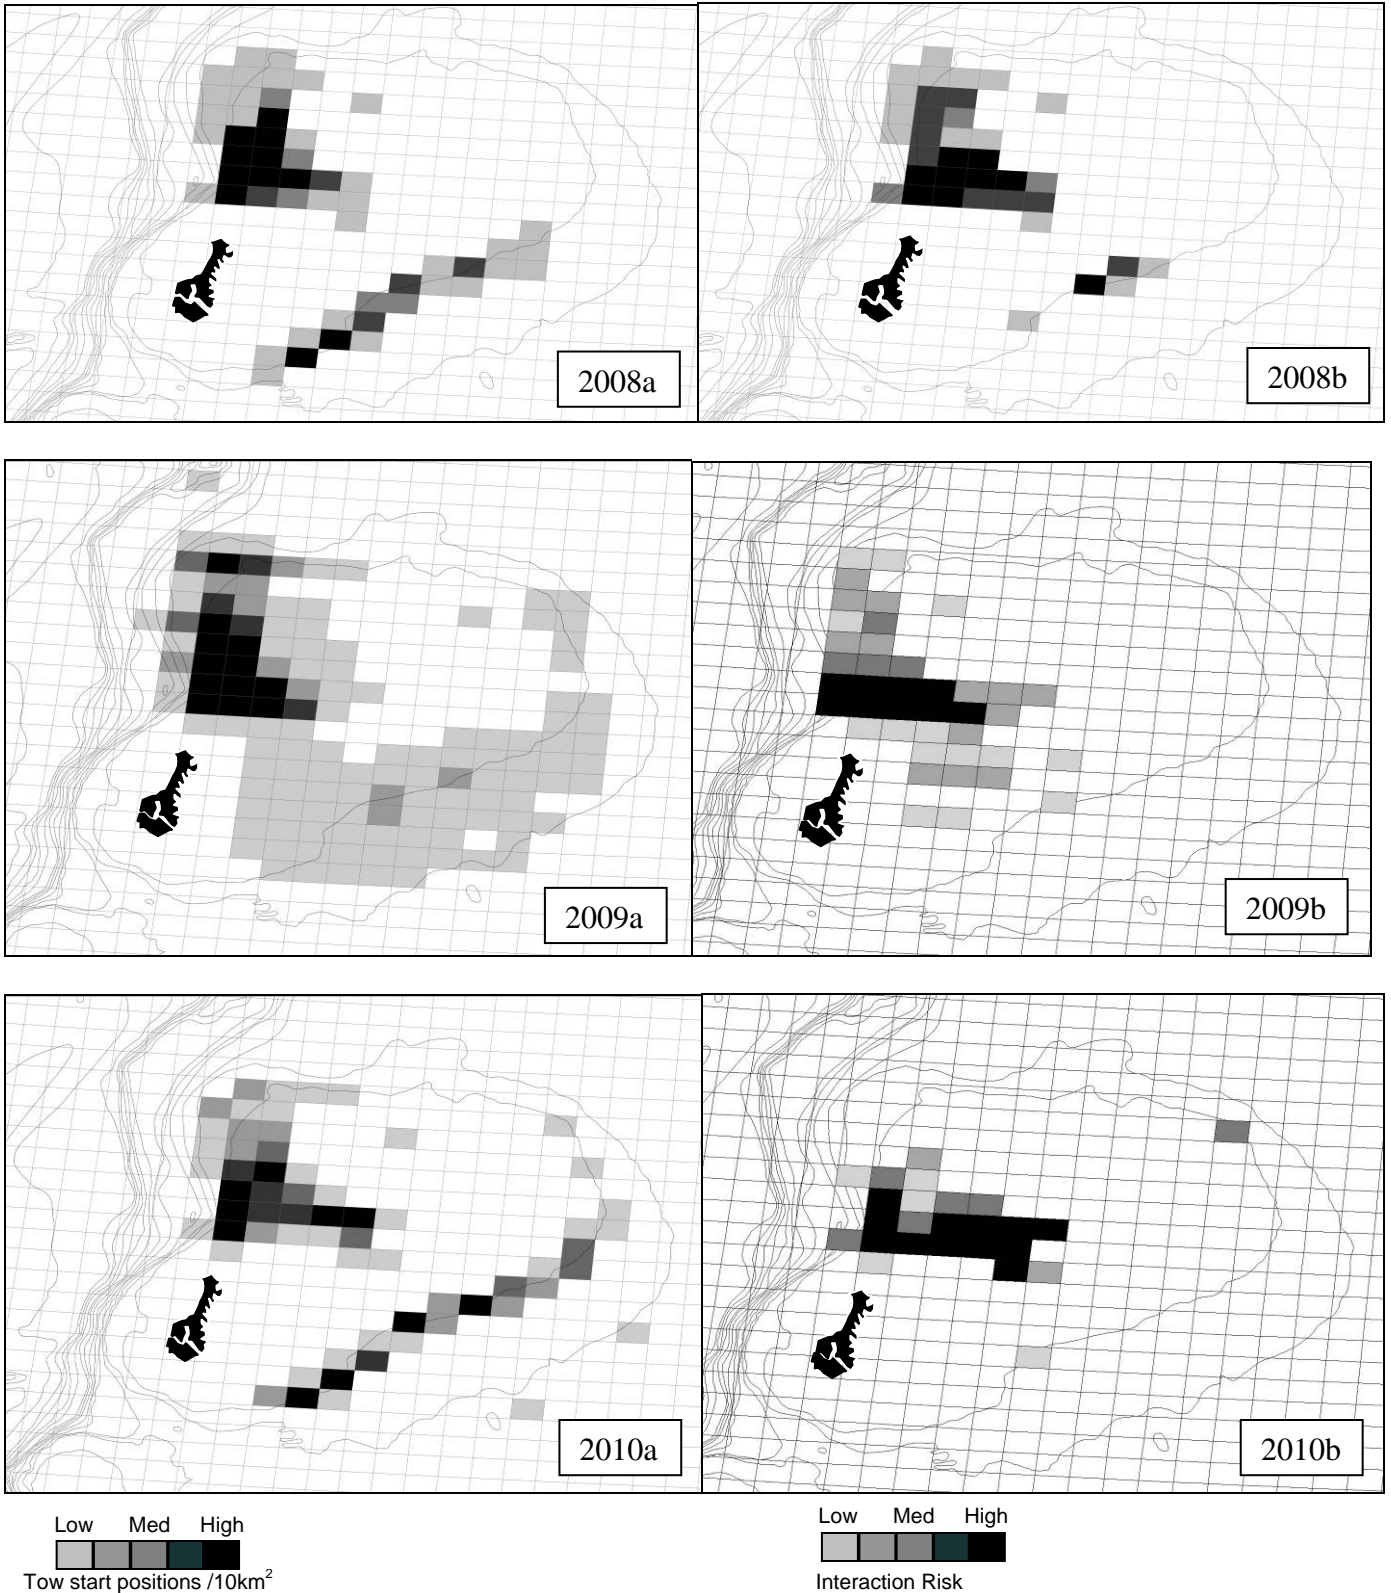 2008a
2008b
2009a
2009b
2010a
2010b
Low Med High
Tow start positions /10km²
Low Med High
Interaction Risk